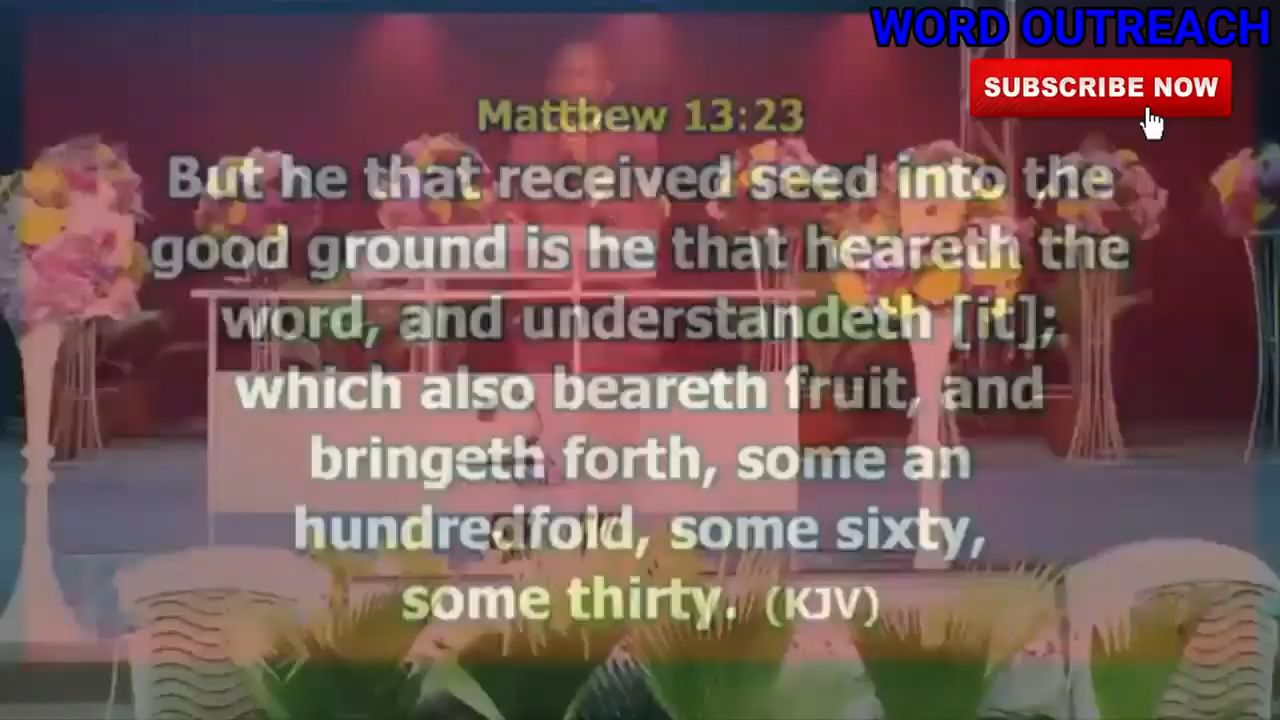 WORD OUTREACH
SUBSCRIBE NOW
Matthew 13:23
But he that received seed into the
good ground is he that heareth the
word, and understandeth [it];
which also beareth fruit, and
bringeth forth, some an
hundredfold, some sixty,
some thirty. (KJV)